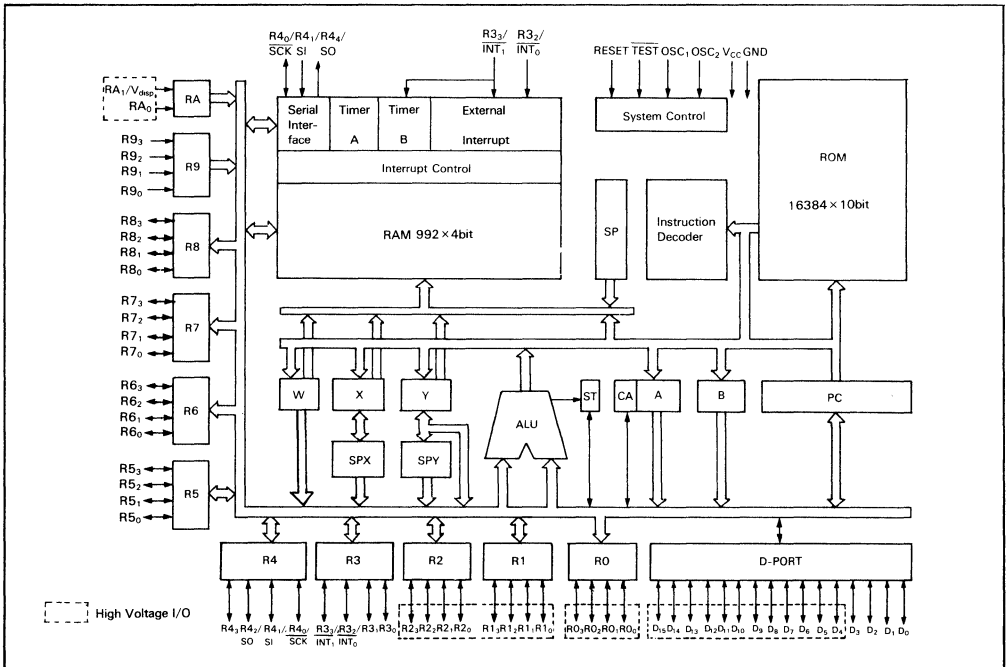 R4₀/R4₁/R4₄/
SCK SI SO
R3₃/ R3₂/
INT₁ INT₀
RESET TEST OSC₁ OSC₂ V_CC GND
RA₁/V_disp
RA₀
RA
Serial Inter-face
Timer A
Timer B
External Interrupt
System Control
ROM
16384 × 10bit
R9₃
R9₂
R9₁
R9₀
R9
Interrupt Control
RAM 992 × 4bit
SP
Instruction
Decoder
R8₃
R8₂
R8₁
R8₀
R8
R7₃
R7₂
R7₁
R7₀
R7
W
X
Y
ALU
ST
CA
A
B
PC
R6₃
R6₂
R6₁
R6₀
R6
SPX
SPY
R5₃
R5₂
R5₁
R5₀
R5
R4
R3
R2
R1
R0
D-PORT
High Voltage I/O
R4₃ R4₂/ R4₁/ R4₀/
SO SI SCK
R3₃/ R3₂/ R3₁ R3₀
INT₁ INT₀
R2₃ R2₂ R2₁ R2₀
R1₃ R1₂ R1₁ R1₀
R0₃ R0₂ R0₁ R0₀
D₁₅ D₁₄ D₁₃ D₁₂ D₁₁ D₁₀ D₉ D₈ D₇ D₆ D₅ D₄ D₃ D₂ D₁ D₀